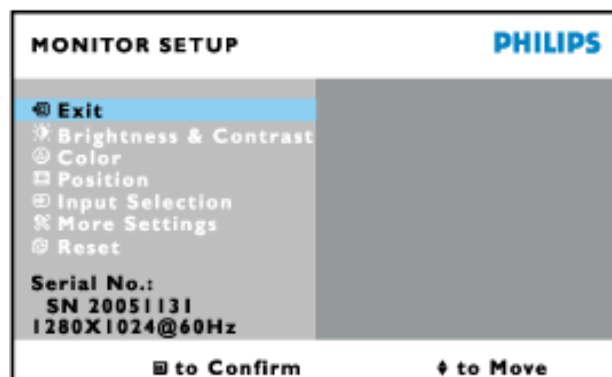 MONITOR SETUP PHILIPS
Exit
Brightness & Contrast
Color
Position
Input Selection
More Settings
Reset
Serial No.:
SN 20051131
1280X1024@60Hz
to Confirm to Move